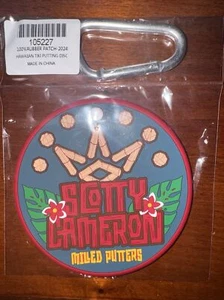 105227
100%RUBBER PATCH-2024
HAWAIIAN TIKI PUTTING DISC
MADE IN CHINA
SCOTTY
CAMERON
MILLED PUTTERS